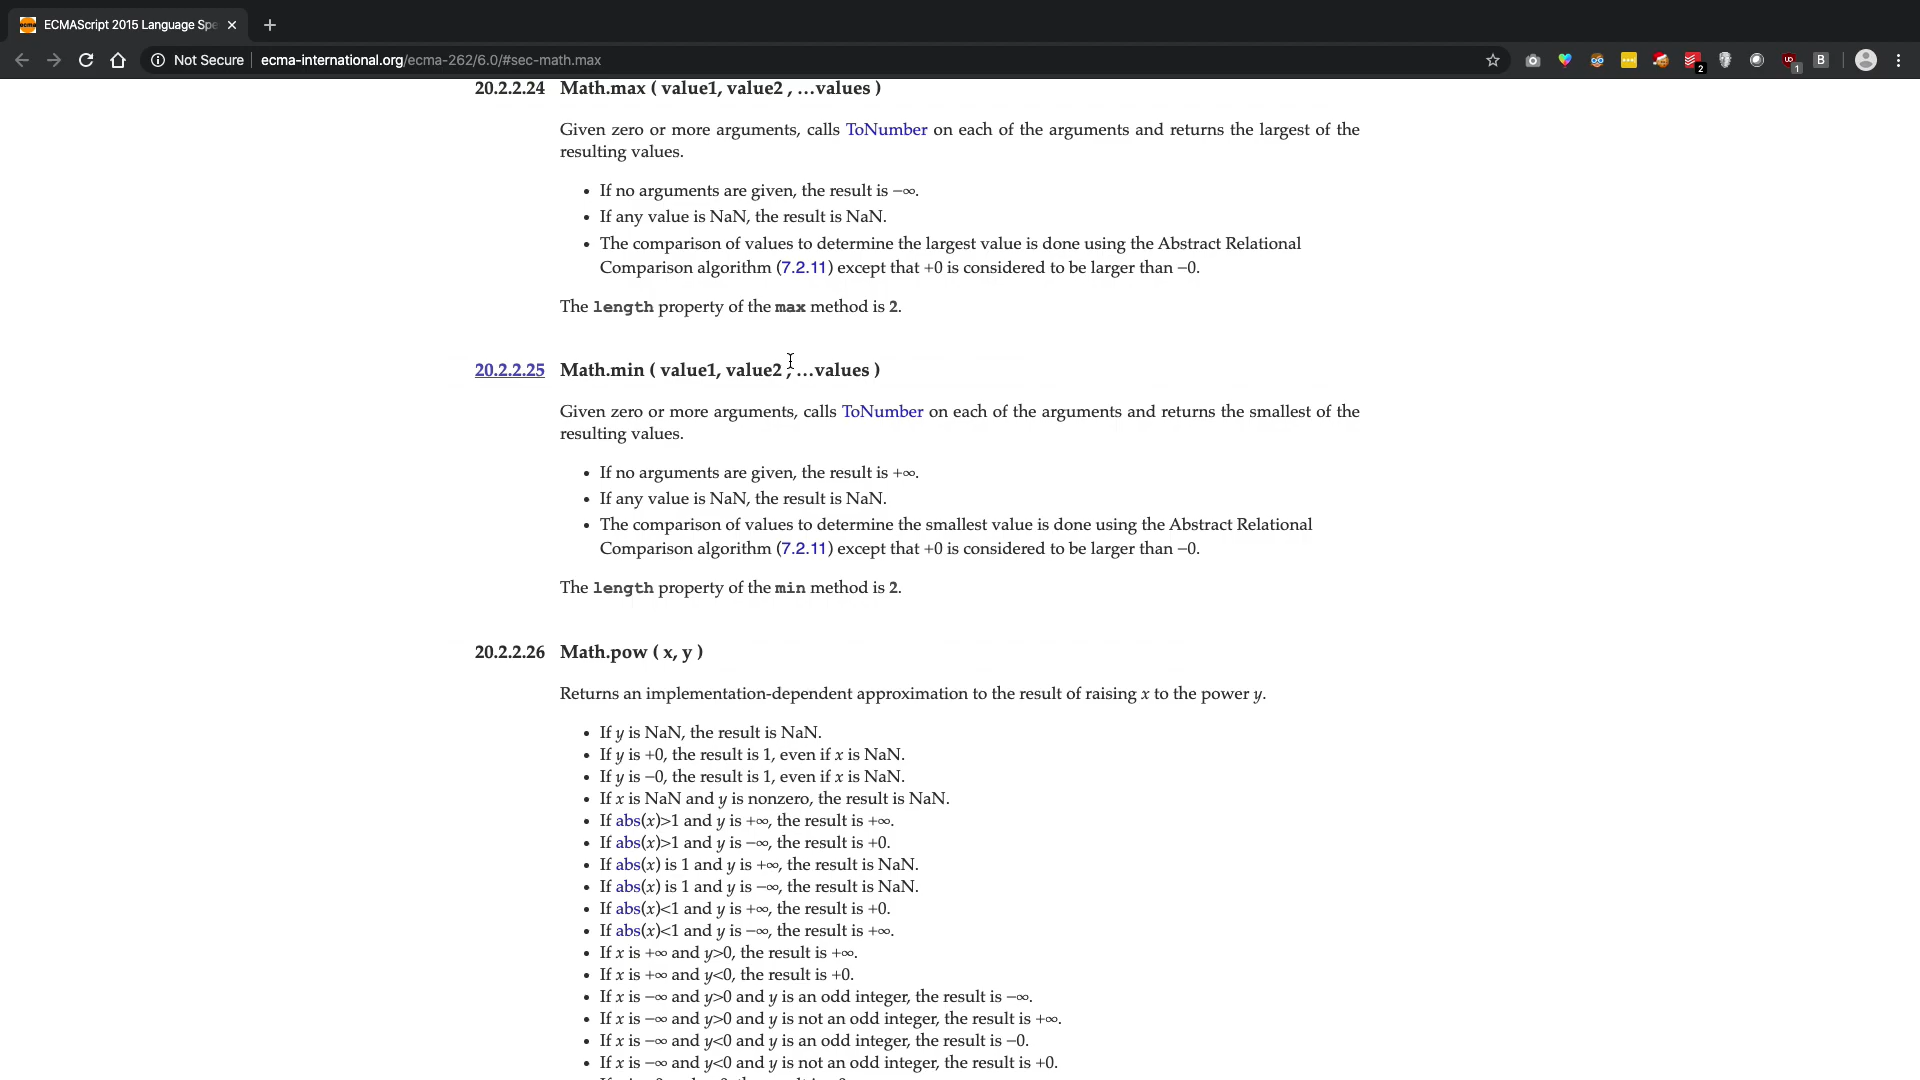 ECMAScript 2015 Language Spe
Not Secure
ecma-international.org/ecma-262/6.0/#sec-math.max
2
UD
1
B
20.2.2.24 Math.max ( value1, value2 , …values )
Given zero or more arguments, calls ToNumber on each of the arguments and returns the largest of the
resulting values.
• If no arguments are given, the result is −∞.
• If any value is NaN, the result is NaN.
• The comparison of values to determine the largest value is done using the Abstract Relational
Comparison algorithm (7.2.11) except that +0 is considered to be larger than −0.
The length property of the max method is 2.
20.2.2.25 Math.min ( value1, value2 , …values )
Given zero or more arguments, calls ToNumber on each of the arguments and returns the smallest of the
resulting values.
• If no arguments are given, the result is +∞.
• If any value is NaN, the result is NaN.
• The comparison of values to determine the smallest value is done using the Abstract Relational
Comparison algorithm (7.2.11) except that +0 is considered to be larger than −0.
The length property of the min method is 2.
20.2.2.26 Math.pow ( x, y )
Returns an implementation-dependent approximation to the result of raising x to the power y.
• If y is NaN, the result is NaN.
• If y is +0, the result is 1, even if x is NaN.
• If y is −0, the result is 1, even if x is NaN.
• If x is NaN and y is nonzero, the result is NaN.
• If abs(x)>1 and y is +∞, the result is +∞.
• If abs(x)>1 and y is −∞, the result is +0.
• If abs(x) is 1 and y is +∞, the result is NaN.
• If abs(x) is 1 and y is −∞, the result is NaN.
• If abs(x)<1 and y is +∞, the result is +0.
• If abs(x)<1 and y is −∞, the result is +∞.
• If x is +∞ and y>0, the result is +∞.
• If x is +∞ and y<0, the result is +0.
• If x is −∞ and y>0 and y is an odd integer, the result is −∞.
• If x is −∞ and y>0 and y is not an odd integer, the result is +∞.
• If x is −∞ and y<0 and y is an odd integer, the result is −0.
• If x is −∞ and y<0 and y is not an odd integer, the result is +0.